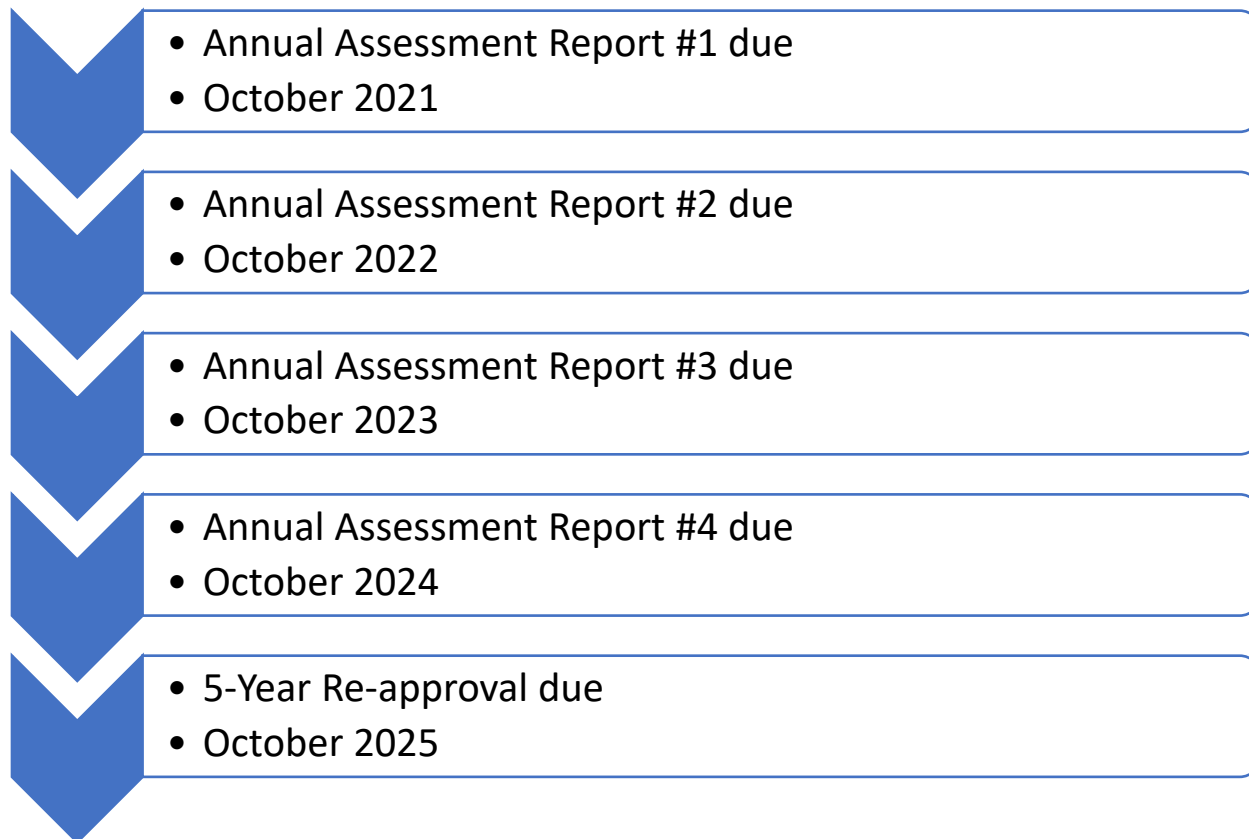 • Annual Assessment Report #1 due
• October 2021
• Annual Assessment Report #2 due
• October 2022
• Annual Assessment Report #3 due
• October 2023
• Annual Assessment Report #4 due
• October 2024
• 5-Year Re-approval due
• October 2025